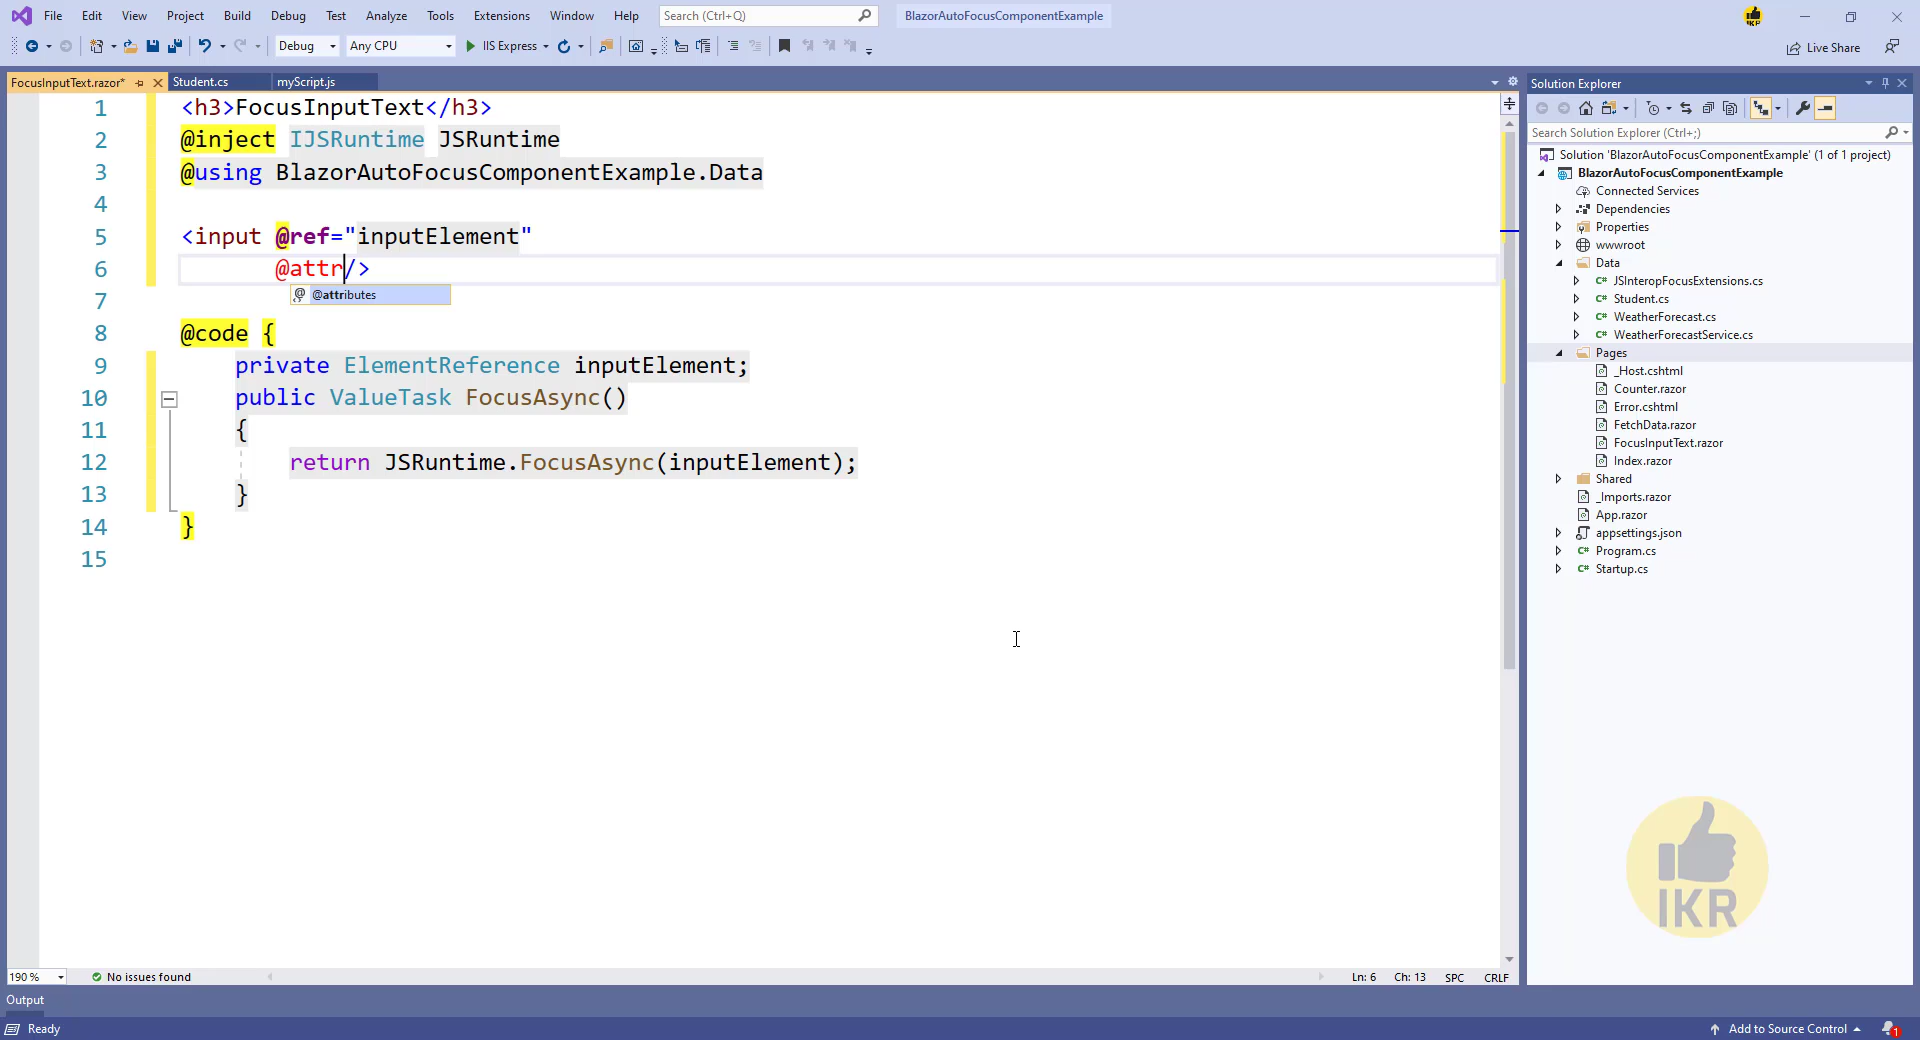 File Edit View Project Build Debug Test Analyze Tools Extensions Window Help Search (Ctrl+Q) BlazorAutoFocusComponentExample
Debug Any CPU IIS Express Live Share
FocusInputText.razor* Student.cs myScript.js
1 <h3>FocusInputText</h3>
2 @inject IJSRuntime JSRuntime
3 @using BlazorAutoFocusComponentExample.Data
4
5 <input @ref="inputElement"
6 @attr/>
@attributes
7
8 @code {
9 private ElementReference inputElement;
10 public ValueTask FocusAsync()
11 {
12 return JSRuntime.FocusAsync(inputElement);
13 }
14 }
15
190 % No issues found Ln: 6 Ch: 13 SPC CRLF
Output
Ready Add to Source Control 1
Solution Explorer
Search Solution Explorer (Ctrl+;)
Solution 'BlazorAutoFocusComponentExample' (1 of 1 project)
BlazorAutoFocusComponentExample
Connected Services
Dependencies
Properties
wwwroot
Data
C# JSInteropFocusExtensions.cs
C# Student.cs
C# WeatherForecast.cs
C# WeatherForecastService.cs
Pages
_Host.cshtml
Counter.razor
Error.cshtml
FetchData.razor
FocusInputText.razor
Index.razor
Shared
_Imports.razor
App.razor
appsettings.json
C# Program.cs
C# Startup.cs
IKR